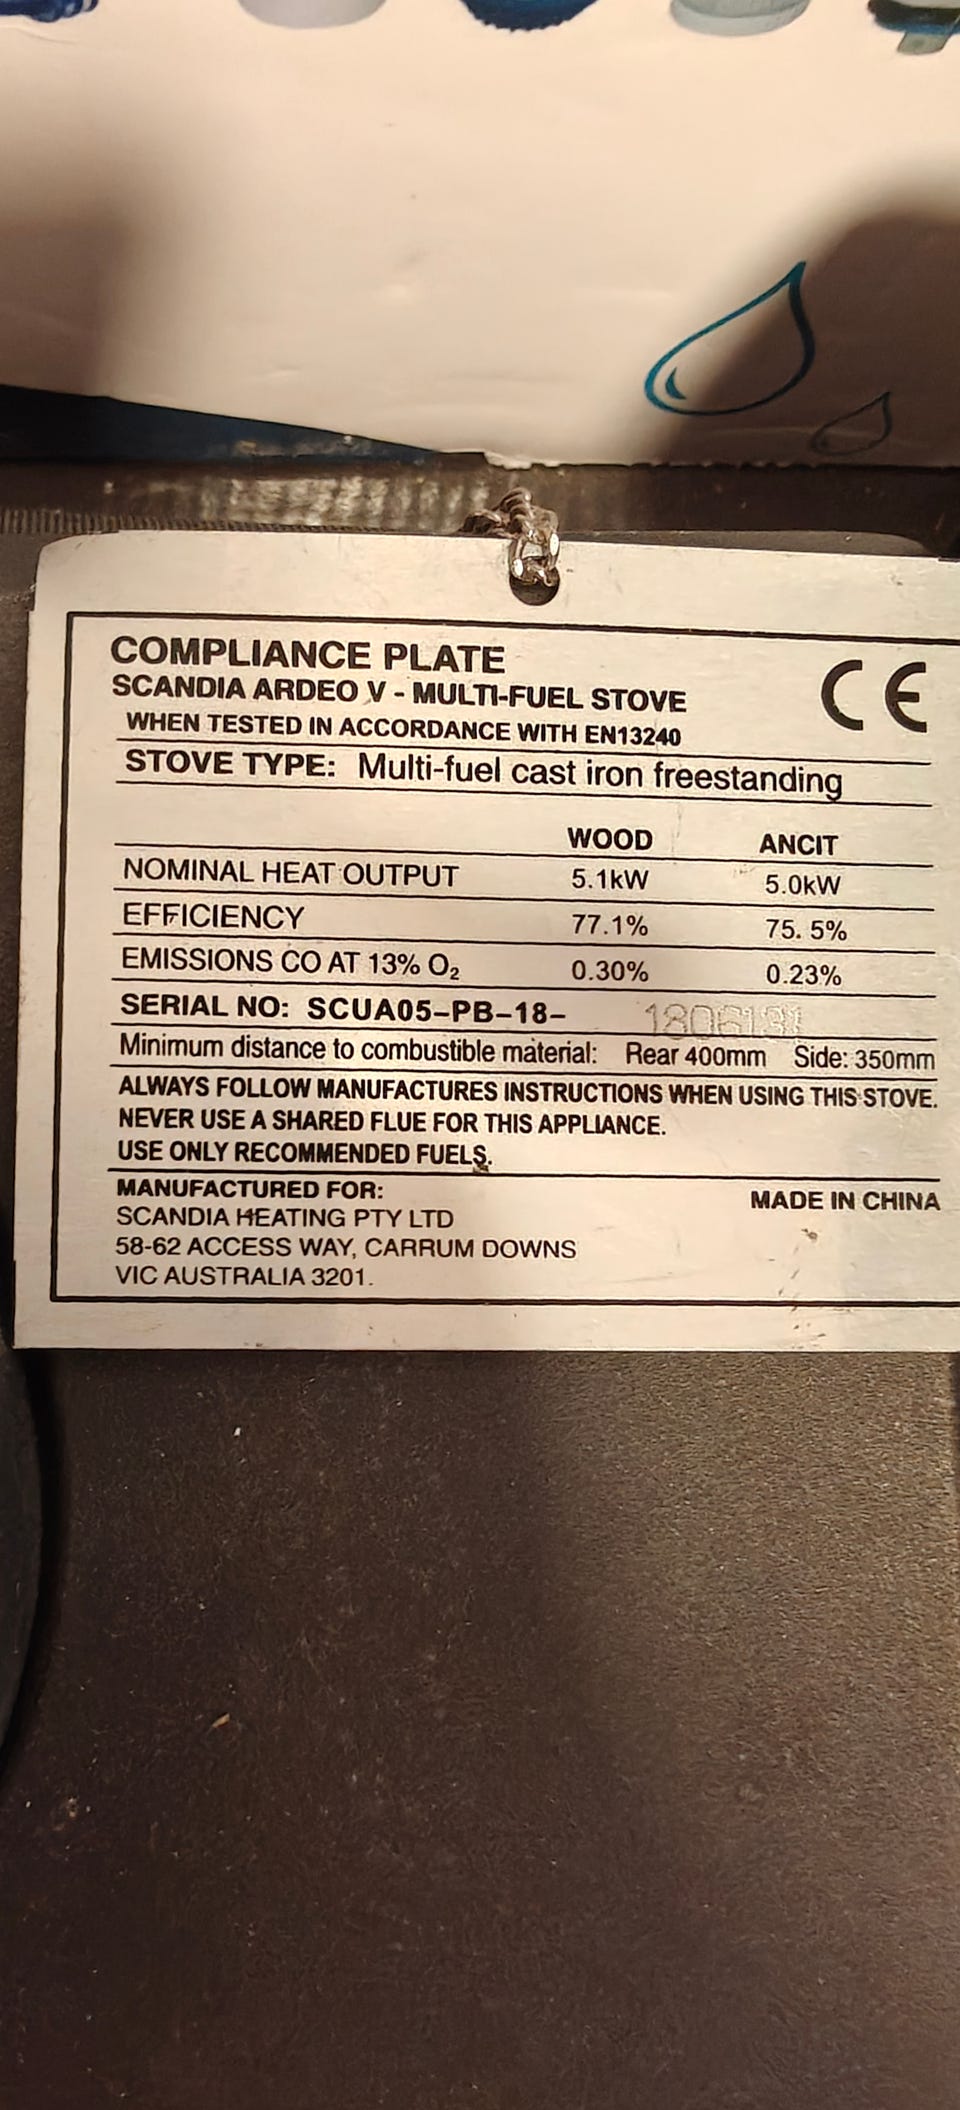 COMPLIANCE PLATE
CE
SCANDIA ARDEO V - MULTI-FUEL STOVE
WHEN TESTED IN ACCORDANCE WITH EN13240
STOVE TYPE: Multi-fuel cast iron freestanding
WOOD ANCIT
NOMINAL HEAT OUTPUT 5.1kW 5.0kW
EFFICIENCY 77.1% 75. 5%
EMISSIONS CO AT 13% O₂ 0.30% 0.23%
SERIAL NO: SCUA05-PB-18- 1806131
Minimum distance to combustible material: Rear 400mm Side: 350mm
ALWAYS FOLLOW MANUFACTURES INSTRUCTIONS WHEN USING THIS STOVE.
NEVER USE A SHARED FLUE FOR THIS APPLIANCE.
USE ONLY RECOMMENDED FUELS.
MANUFACTURED FOR: MADE IN CHINA
SCANDIA HEATING PTY LTD
58-62 ACCESS WAY, CARRUM DOWNS
VIC AUSTRALIA 3201.